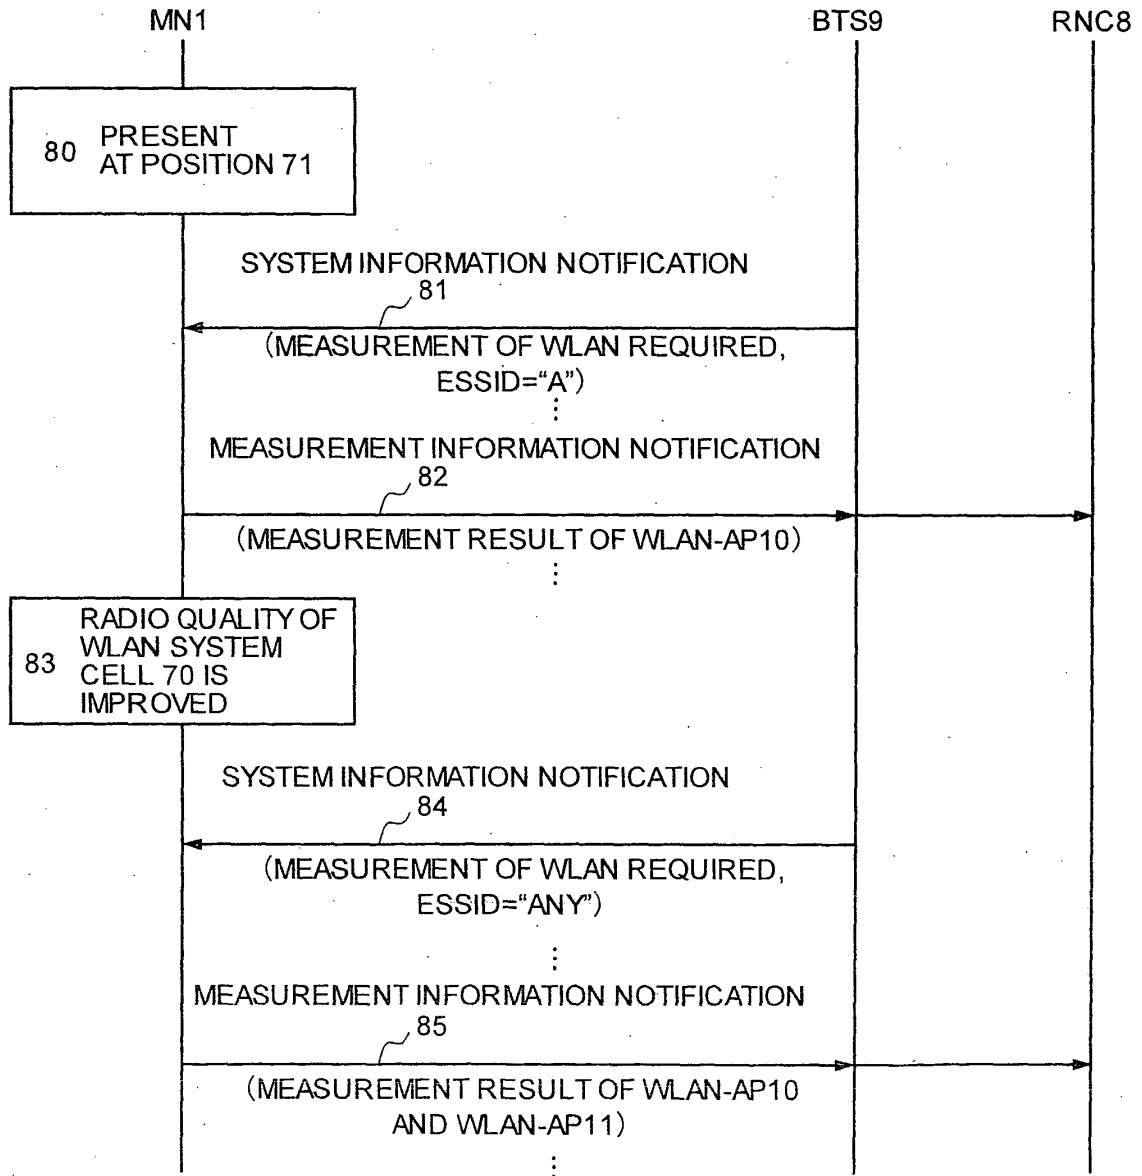 MN1 BTS9 RNC8
80 PRESENT
AT POSITION 71
SYSTEM INFORMATION NOTIFICATION
81
(MEASUREMENT OF WLAN REQUIRED,
ESSID=“A”)
MEASUREMENT INFORMATION NOTIFICATION
82
(MEASUREMENT RESULT OF WLAN-AP10)
RADIO QUALITY OF
WLAN SYSTEM
83 CELL 70 IS
IMPROVED
SYSTEM INFORMATION NOTIFICATION
84
(MEASUREMENT OF WLAN REQUIRED,
ESSID=“ANY”)
MEASUREMENT INFORMATION NOTIFICATION
85
(MEASUREMENT RESULT OF WLAN-AP10
AND WLAN-AP11)